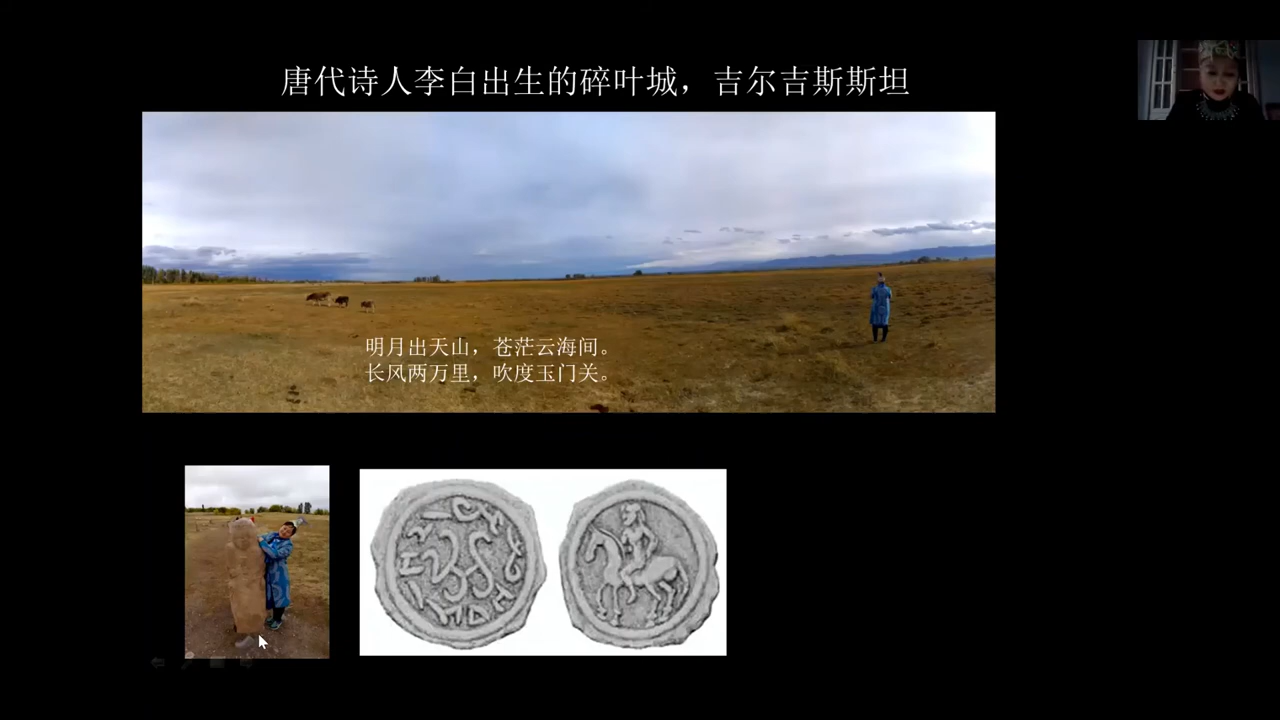 唐代诗人李白出生的碎叶城，吉尔吉斯斯坦
明月出天山，苍茫云海间。
长风两万里，吹度玉门关。